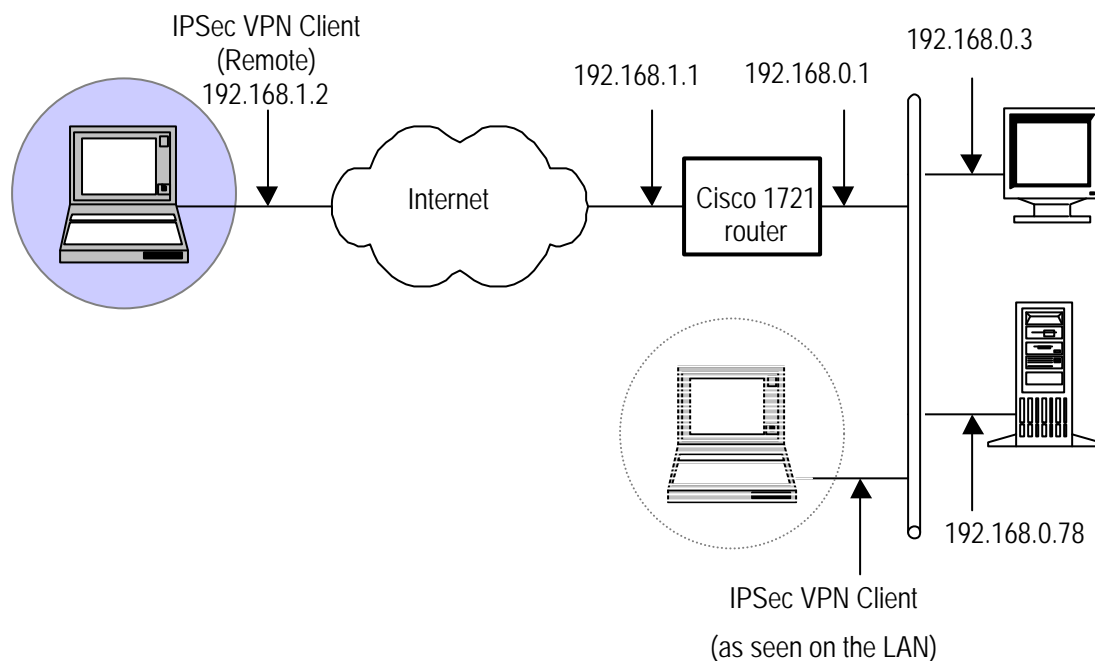 IPSec VPN Client
(Remote)
192.168.1.2
192.168.1.1
192.168.0.1
192.168.0.3
Internet
Cisco 1721
router
192.168.0.78
IPSec VPN Client
(as seen on the LAN)